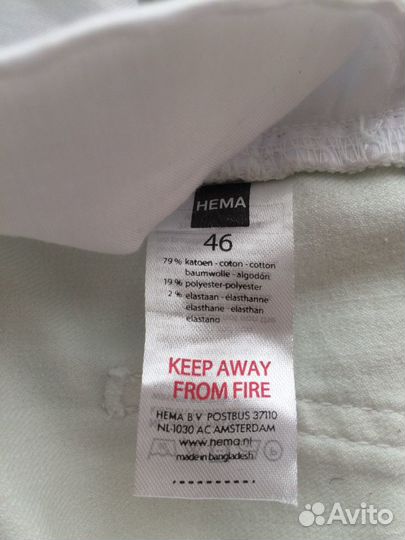 HEMA
46
79 % katoen - coton - cotton
baumwolle - algodón
19 % polyester-polyester
2 % elastaan - élasthanne
elasthane - elasthan
elastano
KEEP AWAY
FROM FIRE
HEMA B.V. POSTBUS 37110
NL-1030 AC AMSTERDAM
www.hema.nl
made in bangladesh
Avito